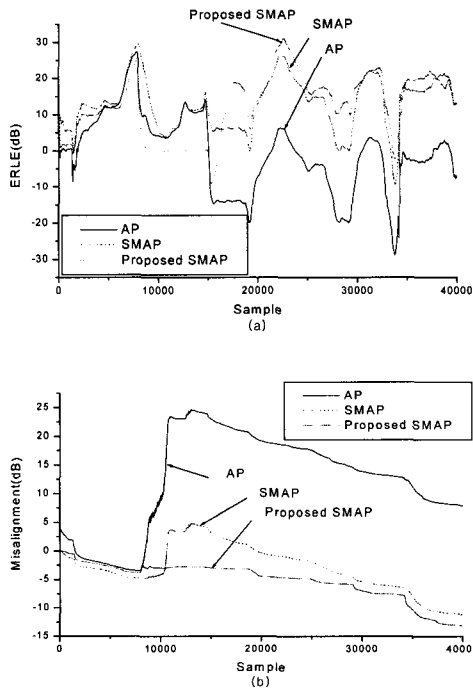 Proposed SMAP
SMAP
AP
30
20
10
0
-10
-20
-30
ERLE(dB)
AP
SMAP
Proposed SMAP
0
10000
20000
30000
40000
Sample
(a)
25
20
15
10
5
0
-5
-10
-15
Misalignment(dB)
AP
SMAP
Proposed SMAP
AP
SMAP
Proposed SMAP
0
10000
20000
30000
4000
Sample
(b)